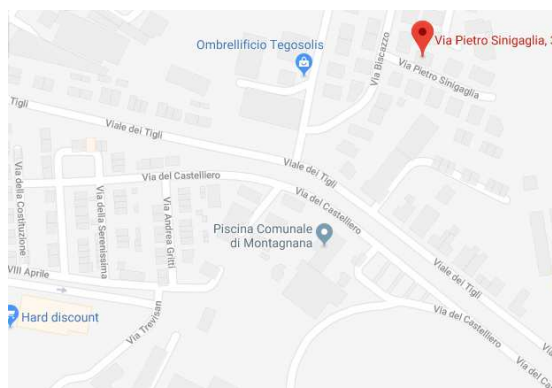 Via Pietro Sinigaglia, 3
Ombrellificio Tegosolis
Via Biscazzo
Via Pietro Sinigaglia
Tigli
Viale dei Tigli
Viale dei Tigli
Via del Castelliero
Via del Castelliero
Via della Costituzione
Via della Serenissima
Via Andrea Gritti
Piscina Comunale
di Montagnana
Viale dei Tigli
VIII Aprile
Hard discount
Via Trevisan
Via del Castelliero
Via del Ca